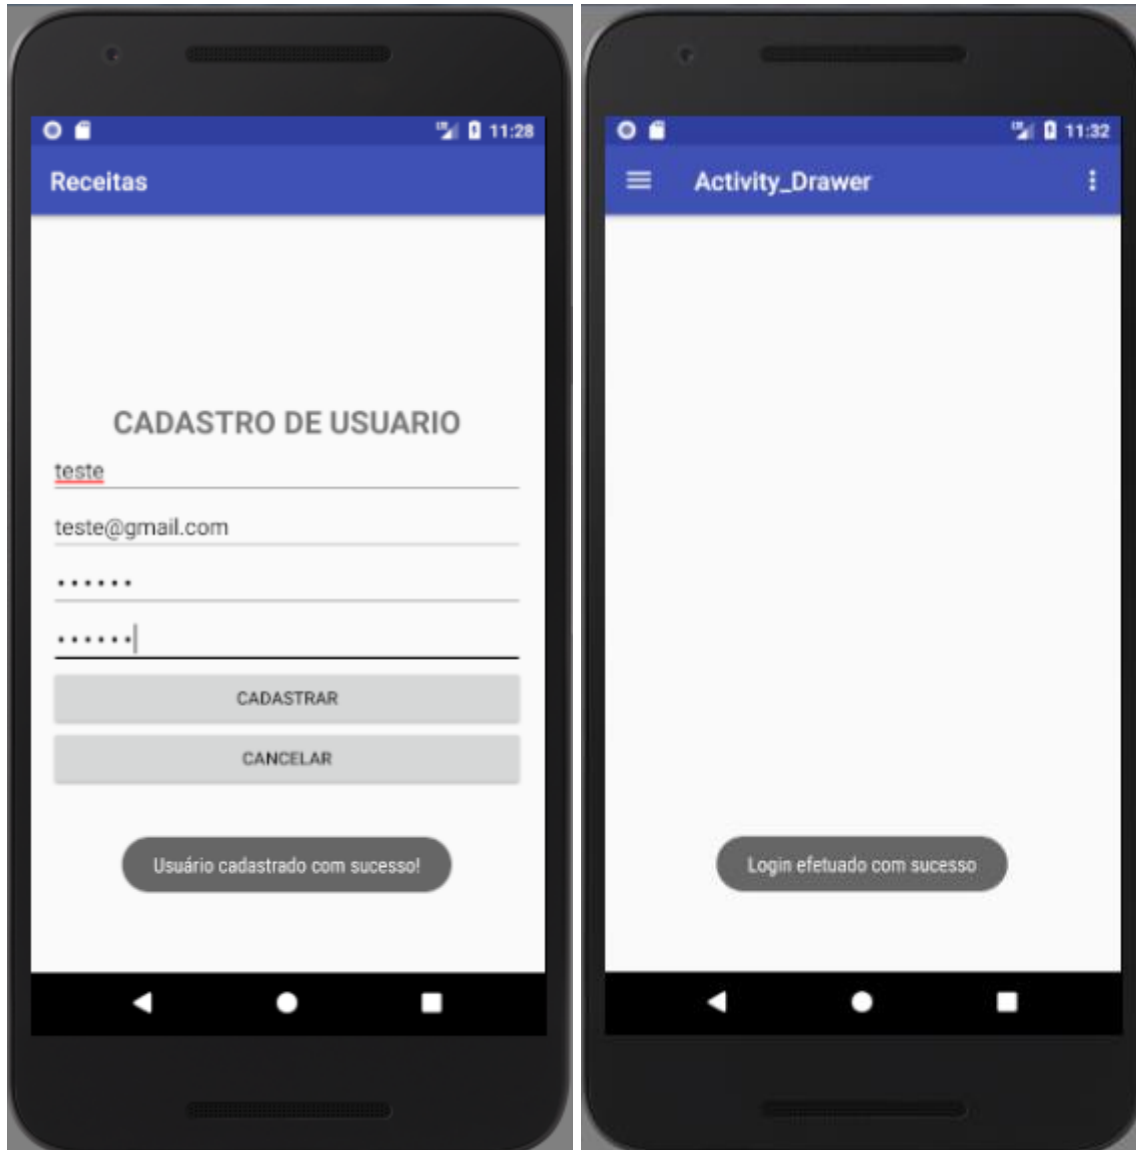 11:28
Receitas
CADASTRO DE USUARIO
teste
teste@gmail.com
••••••
••••••
CADASTRAR
CANCELAR
Usuário cadastrado com sucesso!
11:32
Activity_Drawer
Login efetuado com sucesso